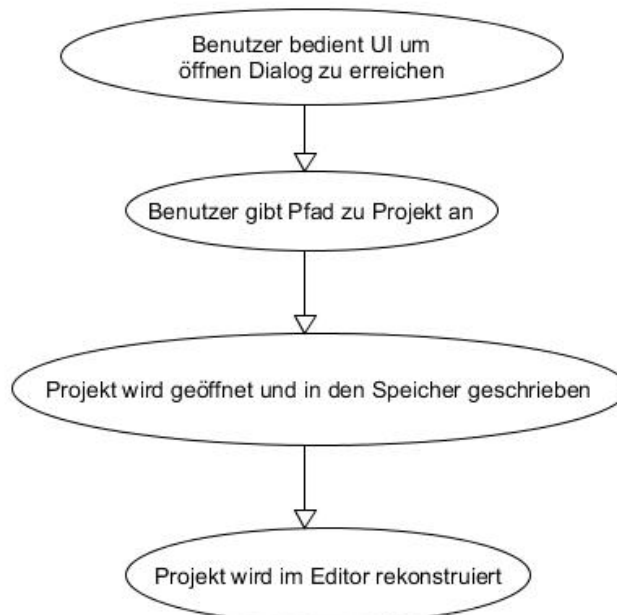 Benutzer bedient UI um
öffnen Dialog zu erreichen
Benutzer gibt Pfad zu Projekt an
Projekt wird geöffnet und in den Speicher geschrieben
Projekt wird im Editor rekonstruiert